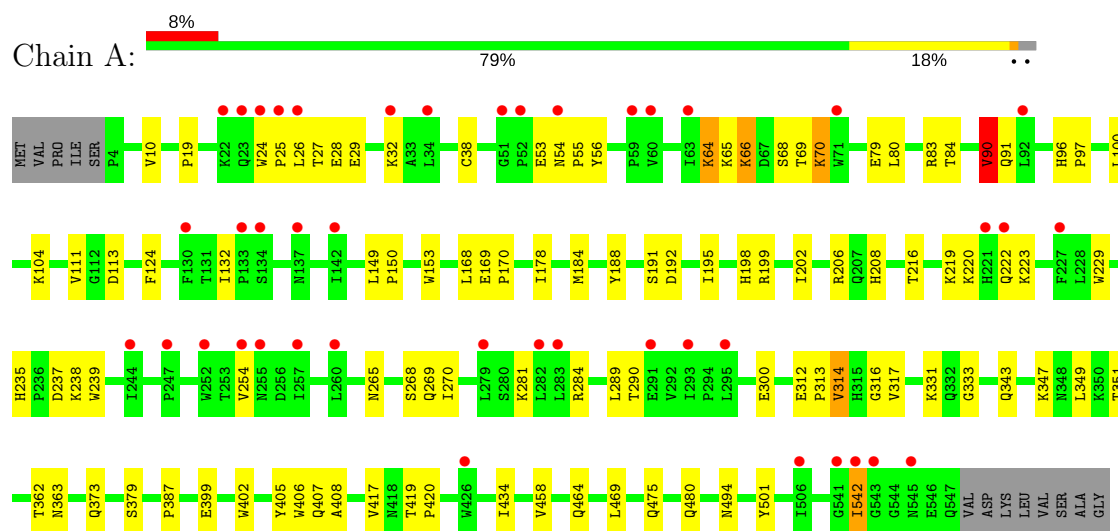 8%
Chain A:
79% 18% ••
MET VAL PRO ILE SER P4 V10 P19 K22 Q23 W24 P25 L26 T27 E28 E29 K32 A33 L34 C38 G51 P52 E53 N54 P55 Y56 P59 V60 I63 K64 K65 K66 D67 S68 T69 K70 W71 E79 L80 R83 T84 V90 Q91 L92 H96 P97 L100
K104 V111 G112 D113 F124 F130 T131 I132 P133 S134 N137 I142 L149 P150 W153 L168 E169 P170 I178 M184 Y188 S191 D192 I195 H198 R199 I202 R206 Q207 H208 T216 K219 K220 H221 Q222 K223 F227 L228 W229
H235 P236 D237 K238 W239 I244 P247 W252 T253 V254 N255 D256 I257 L260 N265 S268 Q269 I270 L279 S280 K281 L282 L283 R284 L289 T290 E291 V292 I293 P294 L295 E300 E312 P313 V314 H315 G316 V317 K331 Q332 G333 Q343 K347 N348 L349 K350 T351
T362 N363 Q373 S379 P387 E399 W402 Y405 W406 Q407 A408 V417 N418 T419 P420 W426 I434 V458 Q464 L469 Q475 Q480 N494 Y501 I506 G541 I542 G543 G544 N545 E546 Q547 VAL ASP LYS LEU VAL SER ALA GLY